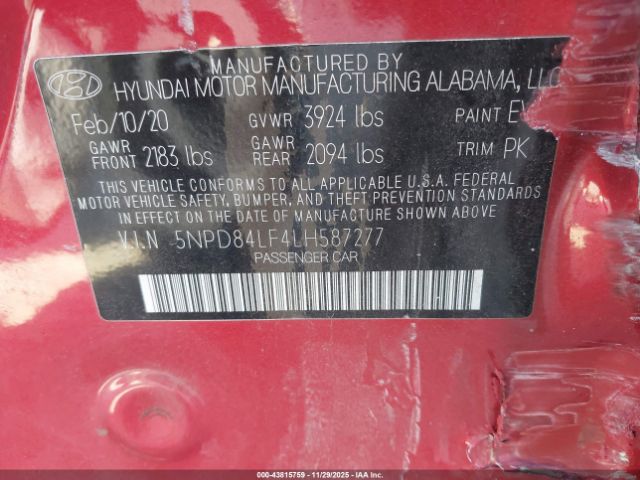 MANUFACTURED BY
HYUNDAI MOTOR MANUFACTURING ALABAMA, LLC
Feb/10/20 GVWR 3924 lbs PAINT
GAWR FRONT 2183 lbs GAWR REAR 2094 lbs TRIM PK
THIS VEHICLE CONFORMS TO ALL APPLICABLE U.S.A. FEDERAL
MOTOR VEHICLE SAFETY, BUMPER, AND THEFT PREVENTION STANDARDS
IN EFFECT ON THE DATE OF MANUFACTURE SHOWN ABOVE
V.I.N 5NPD84LF4LH587277
PASSENGER CAR
000-43815759 11/29/2025 - IAA Inc.